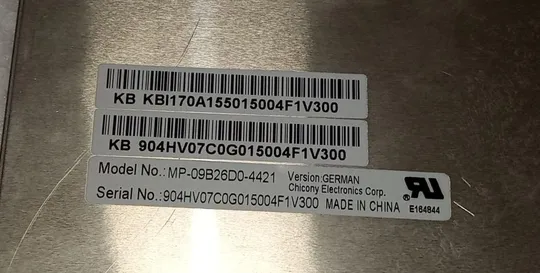 KB KBI170A155015004F1V300
KB 904HV07C0G015004F1V300
Model No.:MP-09B26D0-4421 Version:GERMAN
Chicony Electronics Corp.
Serial No.:904HV07C0G015004F1V300 MADE IN CHINA
E164844